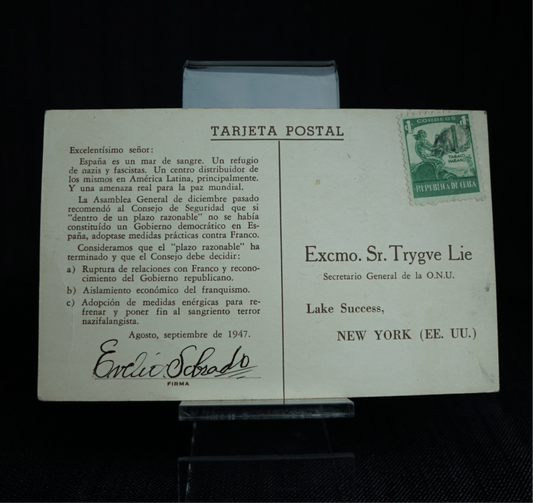 TARJETA POSTAL
Excelentísimo señor:
España es un mar de sangre. Un refugio
de nazis y fascistas. Un centro distribuidor de
los mismos en América Latina, principalmente.
Y una amenaza real para la paz mundial.
La Asamblea General de diciembre pasado
recomendó al Consejo de Seguridad que si
"dentro de un plazo razonable" no se había
constituído un Gobierno democrático en Es-
paña, adoptase medidas prácticas contra Franco.
Consideramos que el "plazo razonable" ha
terminado y que el Consejo debe decidir:
a) Ruptura de relaciones con Franco y recono-
cimiento del Gobierno republicano.
b) Aislamiento económico del franquismo.
c) Adopción de medidas enérgicas para re-
frenar y poner fin al sangriento terror
nazifalangista.
Agosto, septiembre de 1947.
Sobrado
FIRMA
1 CORREOS
TABACO
HABANO
REPUBLICA DE CUBA
Excmo. Sr. Trygve Lie
Secretario General de la O.N.U.
Lake Success,
NEW YORK (EE. UU.)